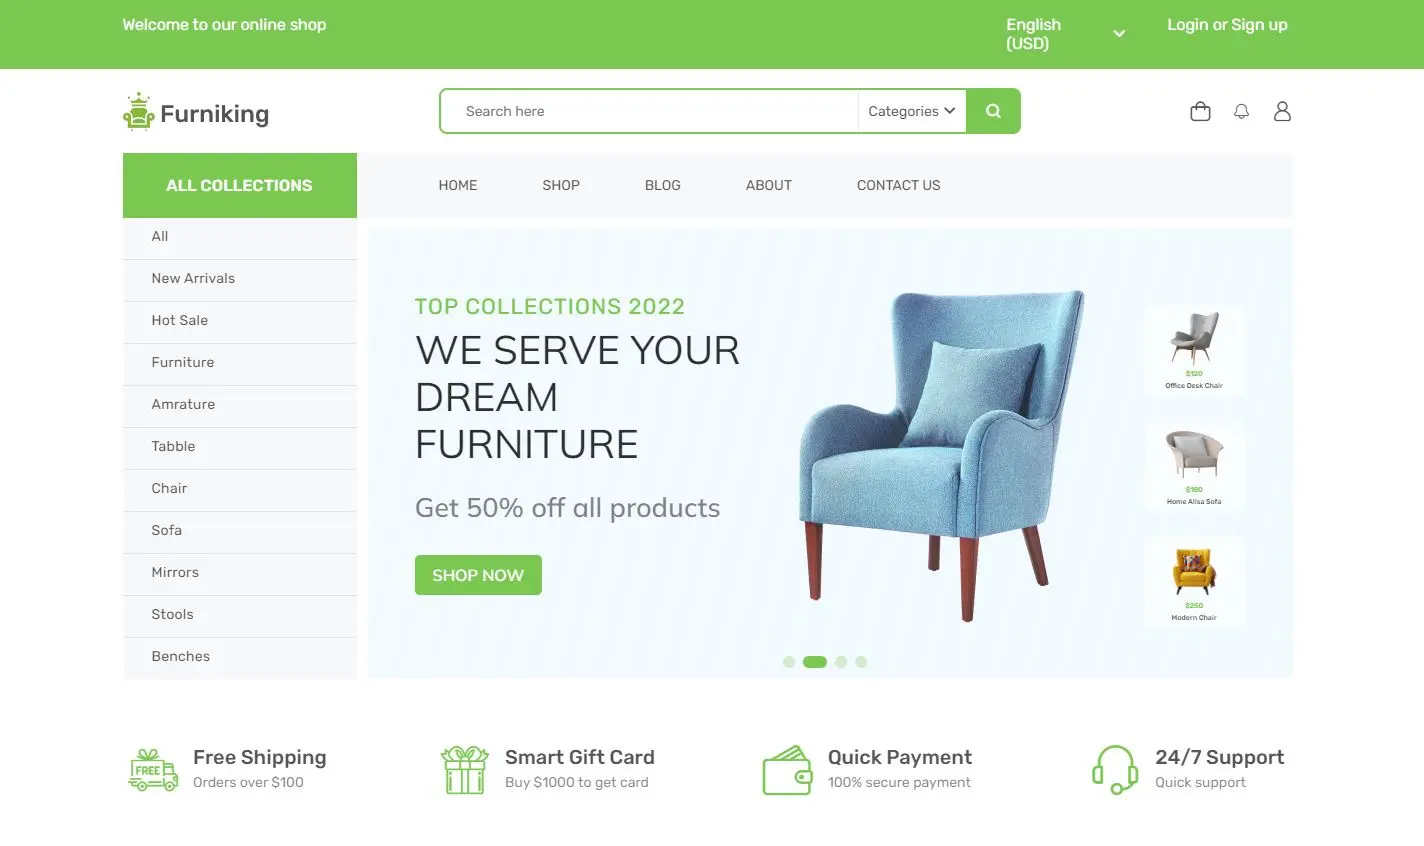 Welcome to our online shop
English
(USD)
Login or Sign up
Furniking
Search here
Categories
ALL COLLECTIONS
HOME
SHOP
BLOG
ABOUT
CONTACT US
All
New Arrivals
Hot Sale
Furniture
Amrature
Tabble
Chair
Sofa
Mirrors
Stools
Benches
TOP COLLECTIONS 2022
WE SERVE YOUR
DREAM
FURNITURE
Get 50% off all products
SHOP NOW
$120
Office Desk Chair
$180
Home Alisa Sofa
$250
Modern Chair
FREE
Free Shipping
Orders over $100
Smart Gift Card
Buy $1000 to get card
Quick Payment
100% secure payment
24/7 Support
Quick support